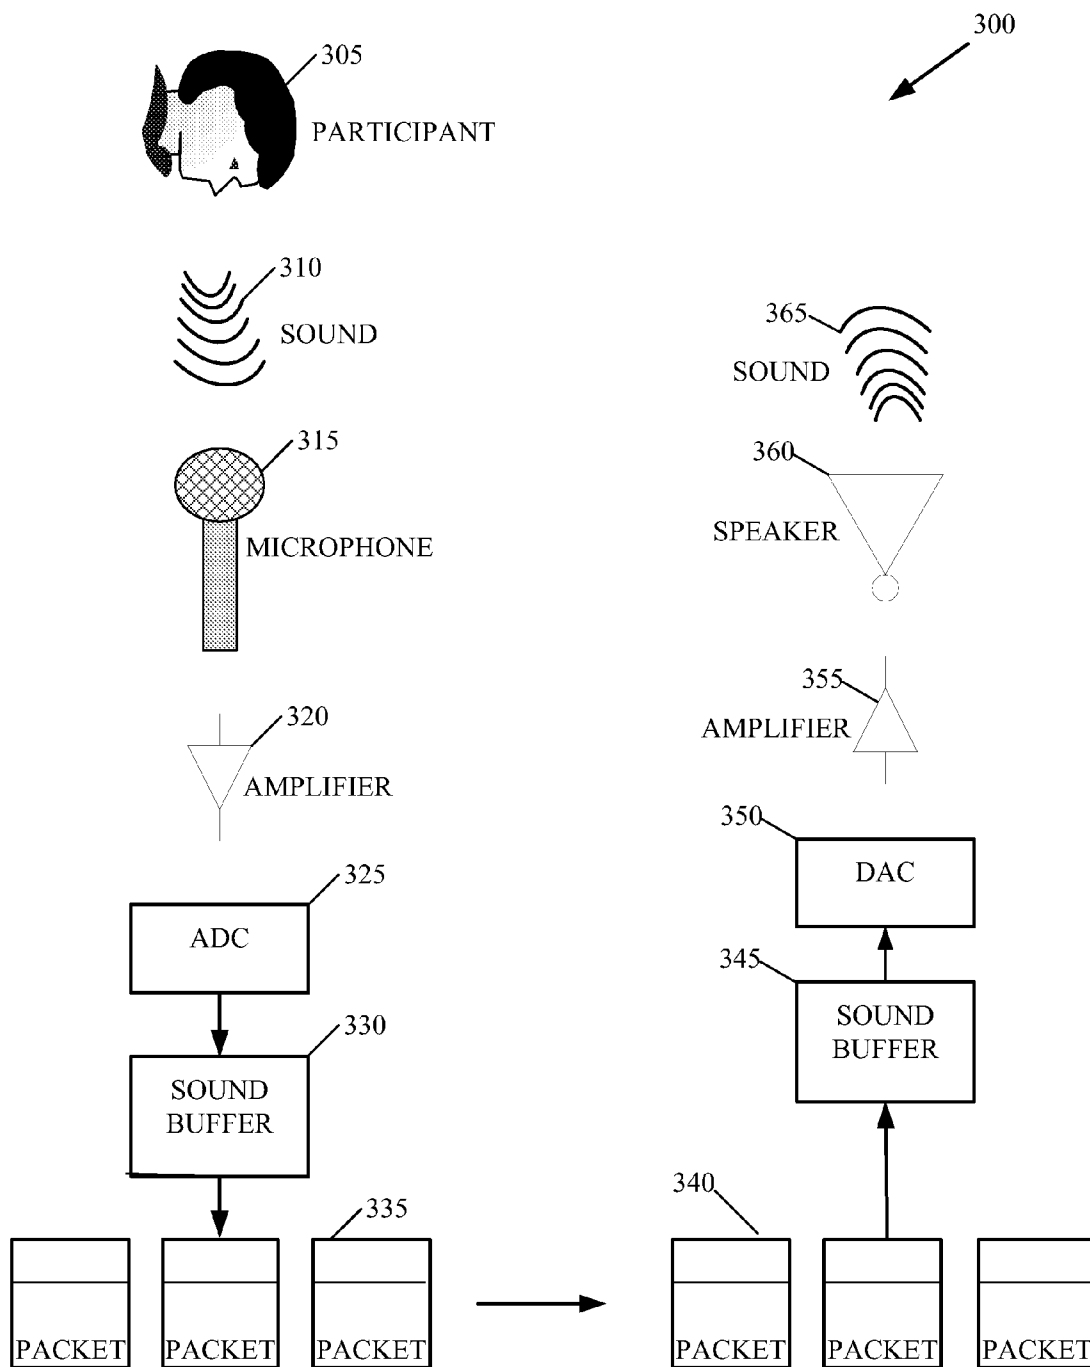 300
305
PARTICIPANT
310
SOUND
365
SOUND
315
MICROPHONE
360
SPEAKER
320
AMPLIFIER
355
AMPLIFIER
325
ADC
350
DAC
330
SOUND
BUFFER
345
SOUND
BUFFER
335
PACKET
PACKET
PACKET
340
PACKET
PACKET
PACKET